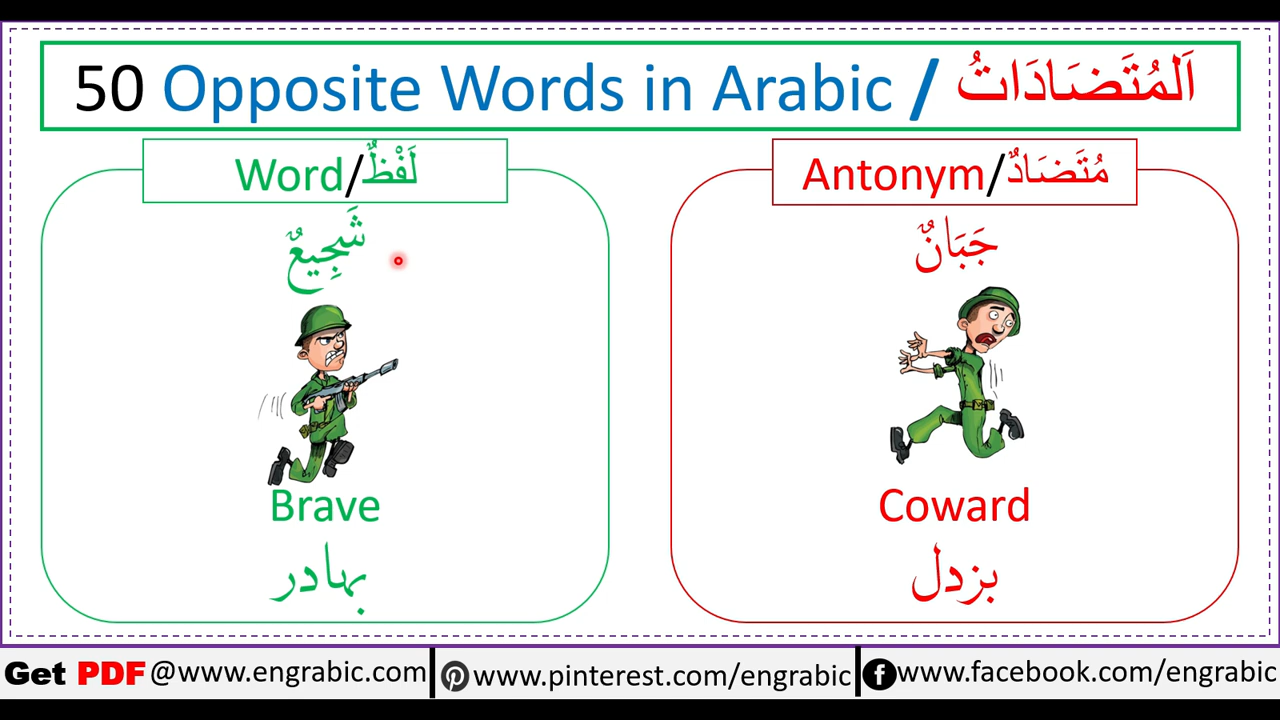 50 Opposite Words in Arabic / اَلْمُتَضَادَاتُ
Word/لَفْظٌ
شَجِيعٌ
Brave
بہادر
Antonym/مُتَضَادٌ
جَبَانٌ
Coward
بزدل
Get PDF @www.engrabic.com
www.pinterest.com/engrabic
www.facebook.com/engrabic